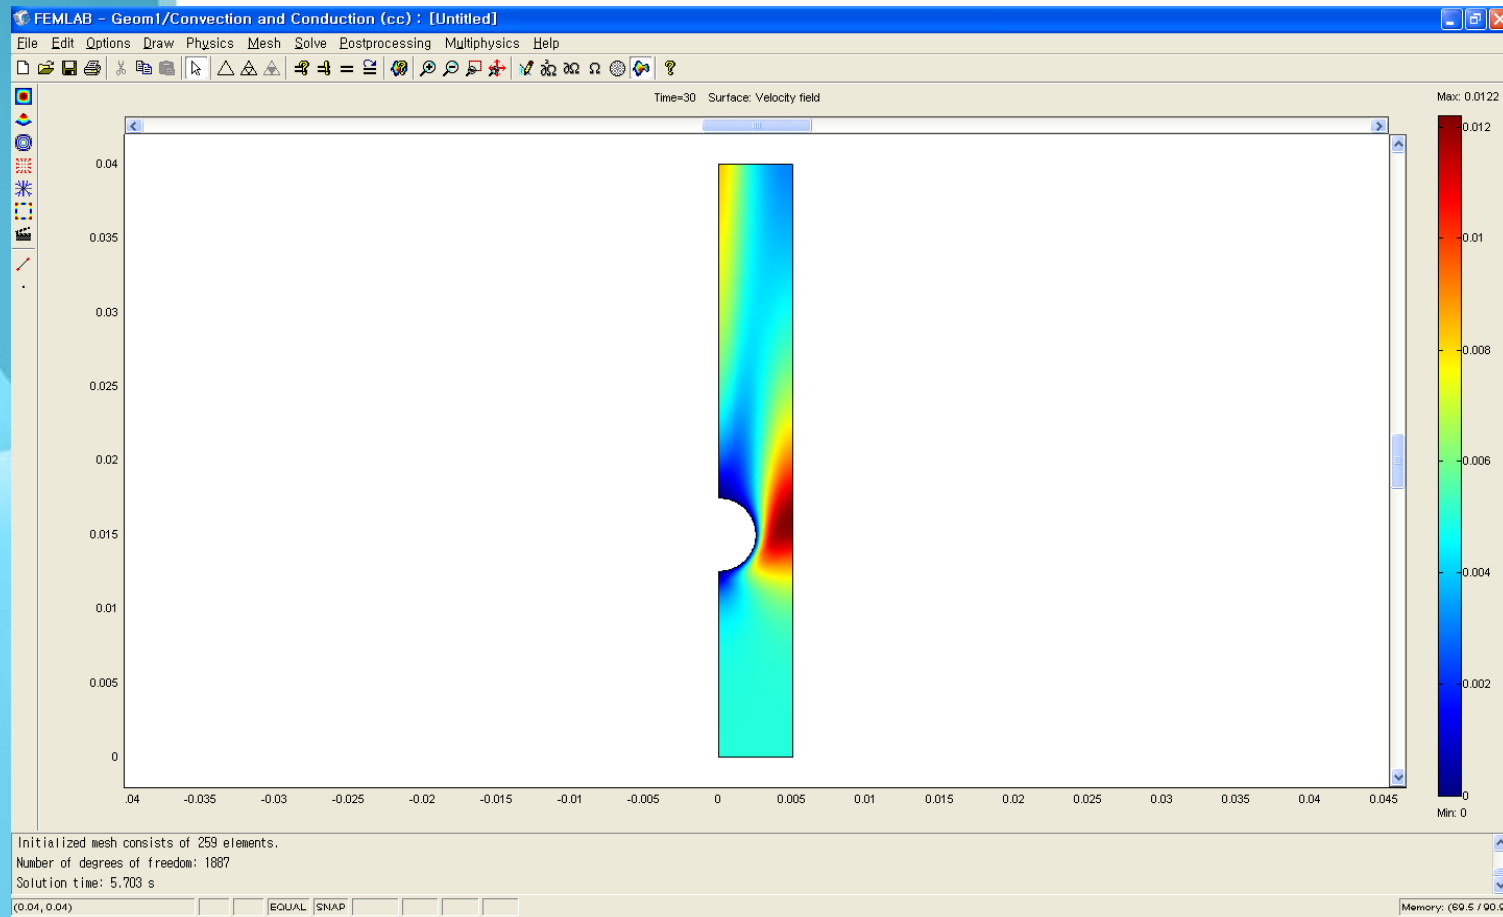 FEMLAB - Geom1/Convection and Conduction (cc) : [Untitled]
File Edit Options Draw Physics Mesh Solve Postprocessing Multiphysics Help
Time=30 Surface: Velocity field
Max: 0.0122
0.012
0.01
0.008
0.006
0.004
0.002
0
Min: 0
0.04
0.035
0.03
0.025
0.02
0.015
0.01
0.005
0
.04 -0.035 -0.03 -0.025 -0.02 -0.015 -0.01 -0.005 0 0.005 0.01 0.015 0.02 0.025 0.03 0.035 0.04 0.045
Initialized mesh consists of 259 elements.
Number of degrees of freedom: 1887
Solution time: 5.703 s
(0.04, 0.04) EQUAL SNAP Memory: (69.5 / 90.9